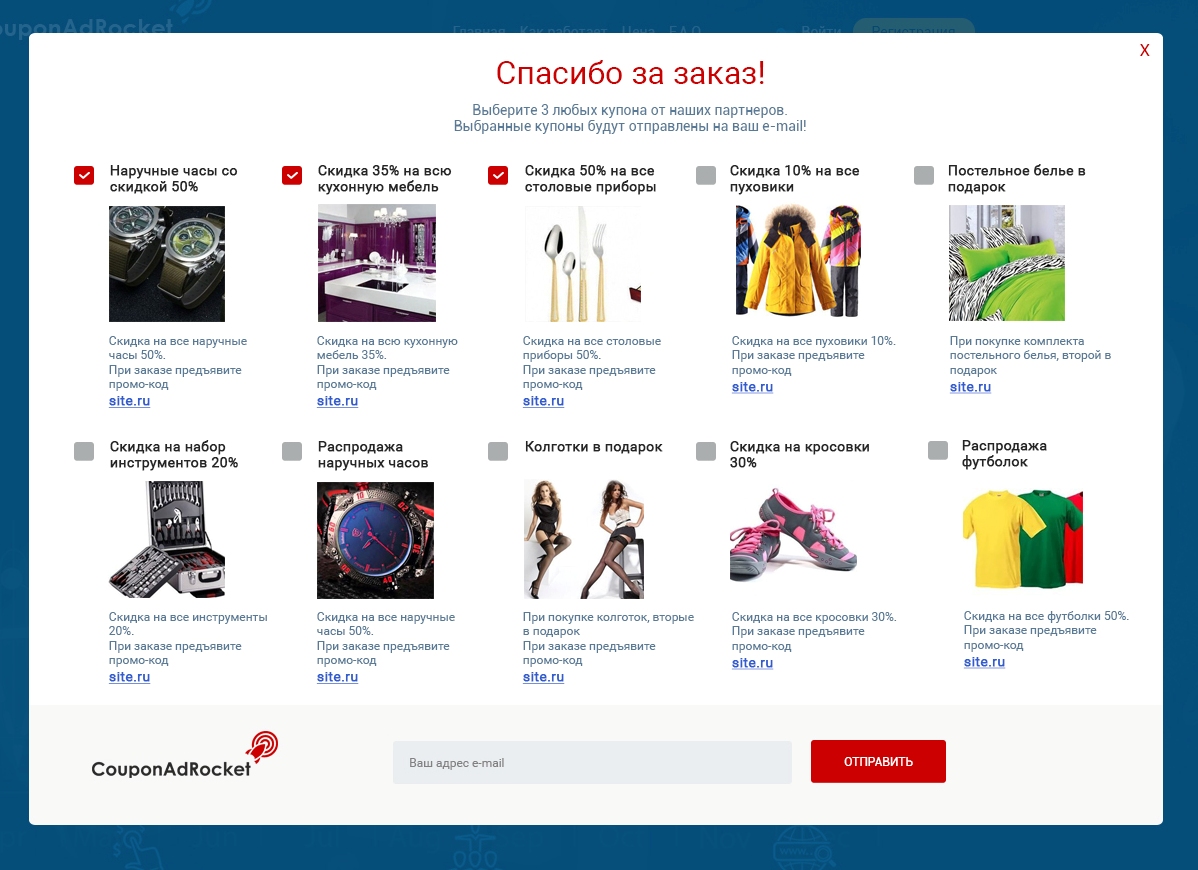 uponAdRocket
Главная Как работает Цена F.A.Q
Войти
Регистрация
X
Спасибо за заказ!
Выберите 3 любых купона от наших партнеров.
Выбранные купоны будут отправлены на ваш e-mail!
Наручные часы со
скидкой 50%
Скидка 35% на всю
кухонную мебель
Скидка 50% на все
столовые приборы
Скидка 10% на все
пуховики
Постельное белье в
подарок
Скидка на все наручные
часы 50%.
При заказе предъявите
промо-код
site.ru
Скидка на всю кухонную
мебель 35%.
При заказе предъявите
промо-код
site.ru
Скидка на все столовые
приборы 50%.
При заказе предъявите
промо-код
site.ru
Скидка на все пуховики 10%.
При заказе предъявите
промо-код
site.ru
При покупке комплекта
постельного белья, второй в
подарок
site.ru
Скидка на набор
инструментов 20%
Распродажа
наручных часов
Колготки в подарок
Скидка на кросовки
30%
Распродажа
футболок
Скидка на все инструменты
20%.
При заказе предъявите
промо-код
site.ru
Скидка на все наручные
часы 50%.
При заказе предъявите
промо-код
site.ru
При покупке колготок, вторые
в подарок
При заказе предъявите
промо-код
site.ru
Скидка на все кросовки 30%.
При заказе предъявите
промо-код
site.ru
Скидка на все футболки 50%.
При заказе предъявите
промо-код
site.ru
CouponAdRocket
Ваш адрес e-mail
ОТПРАВИТЬ